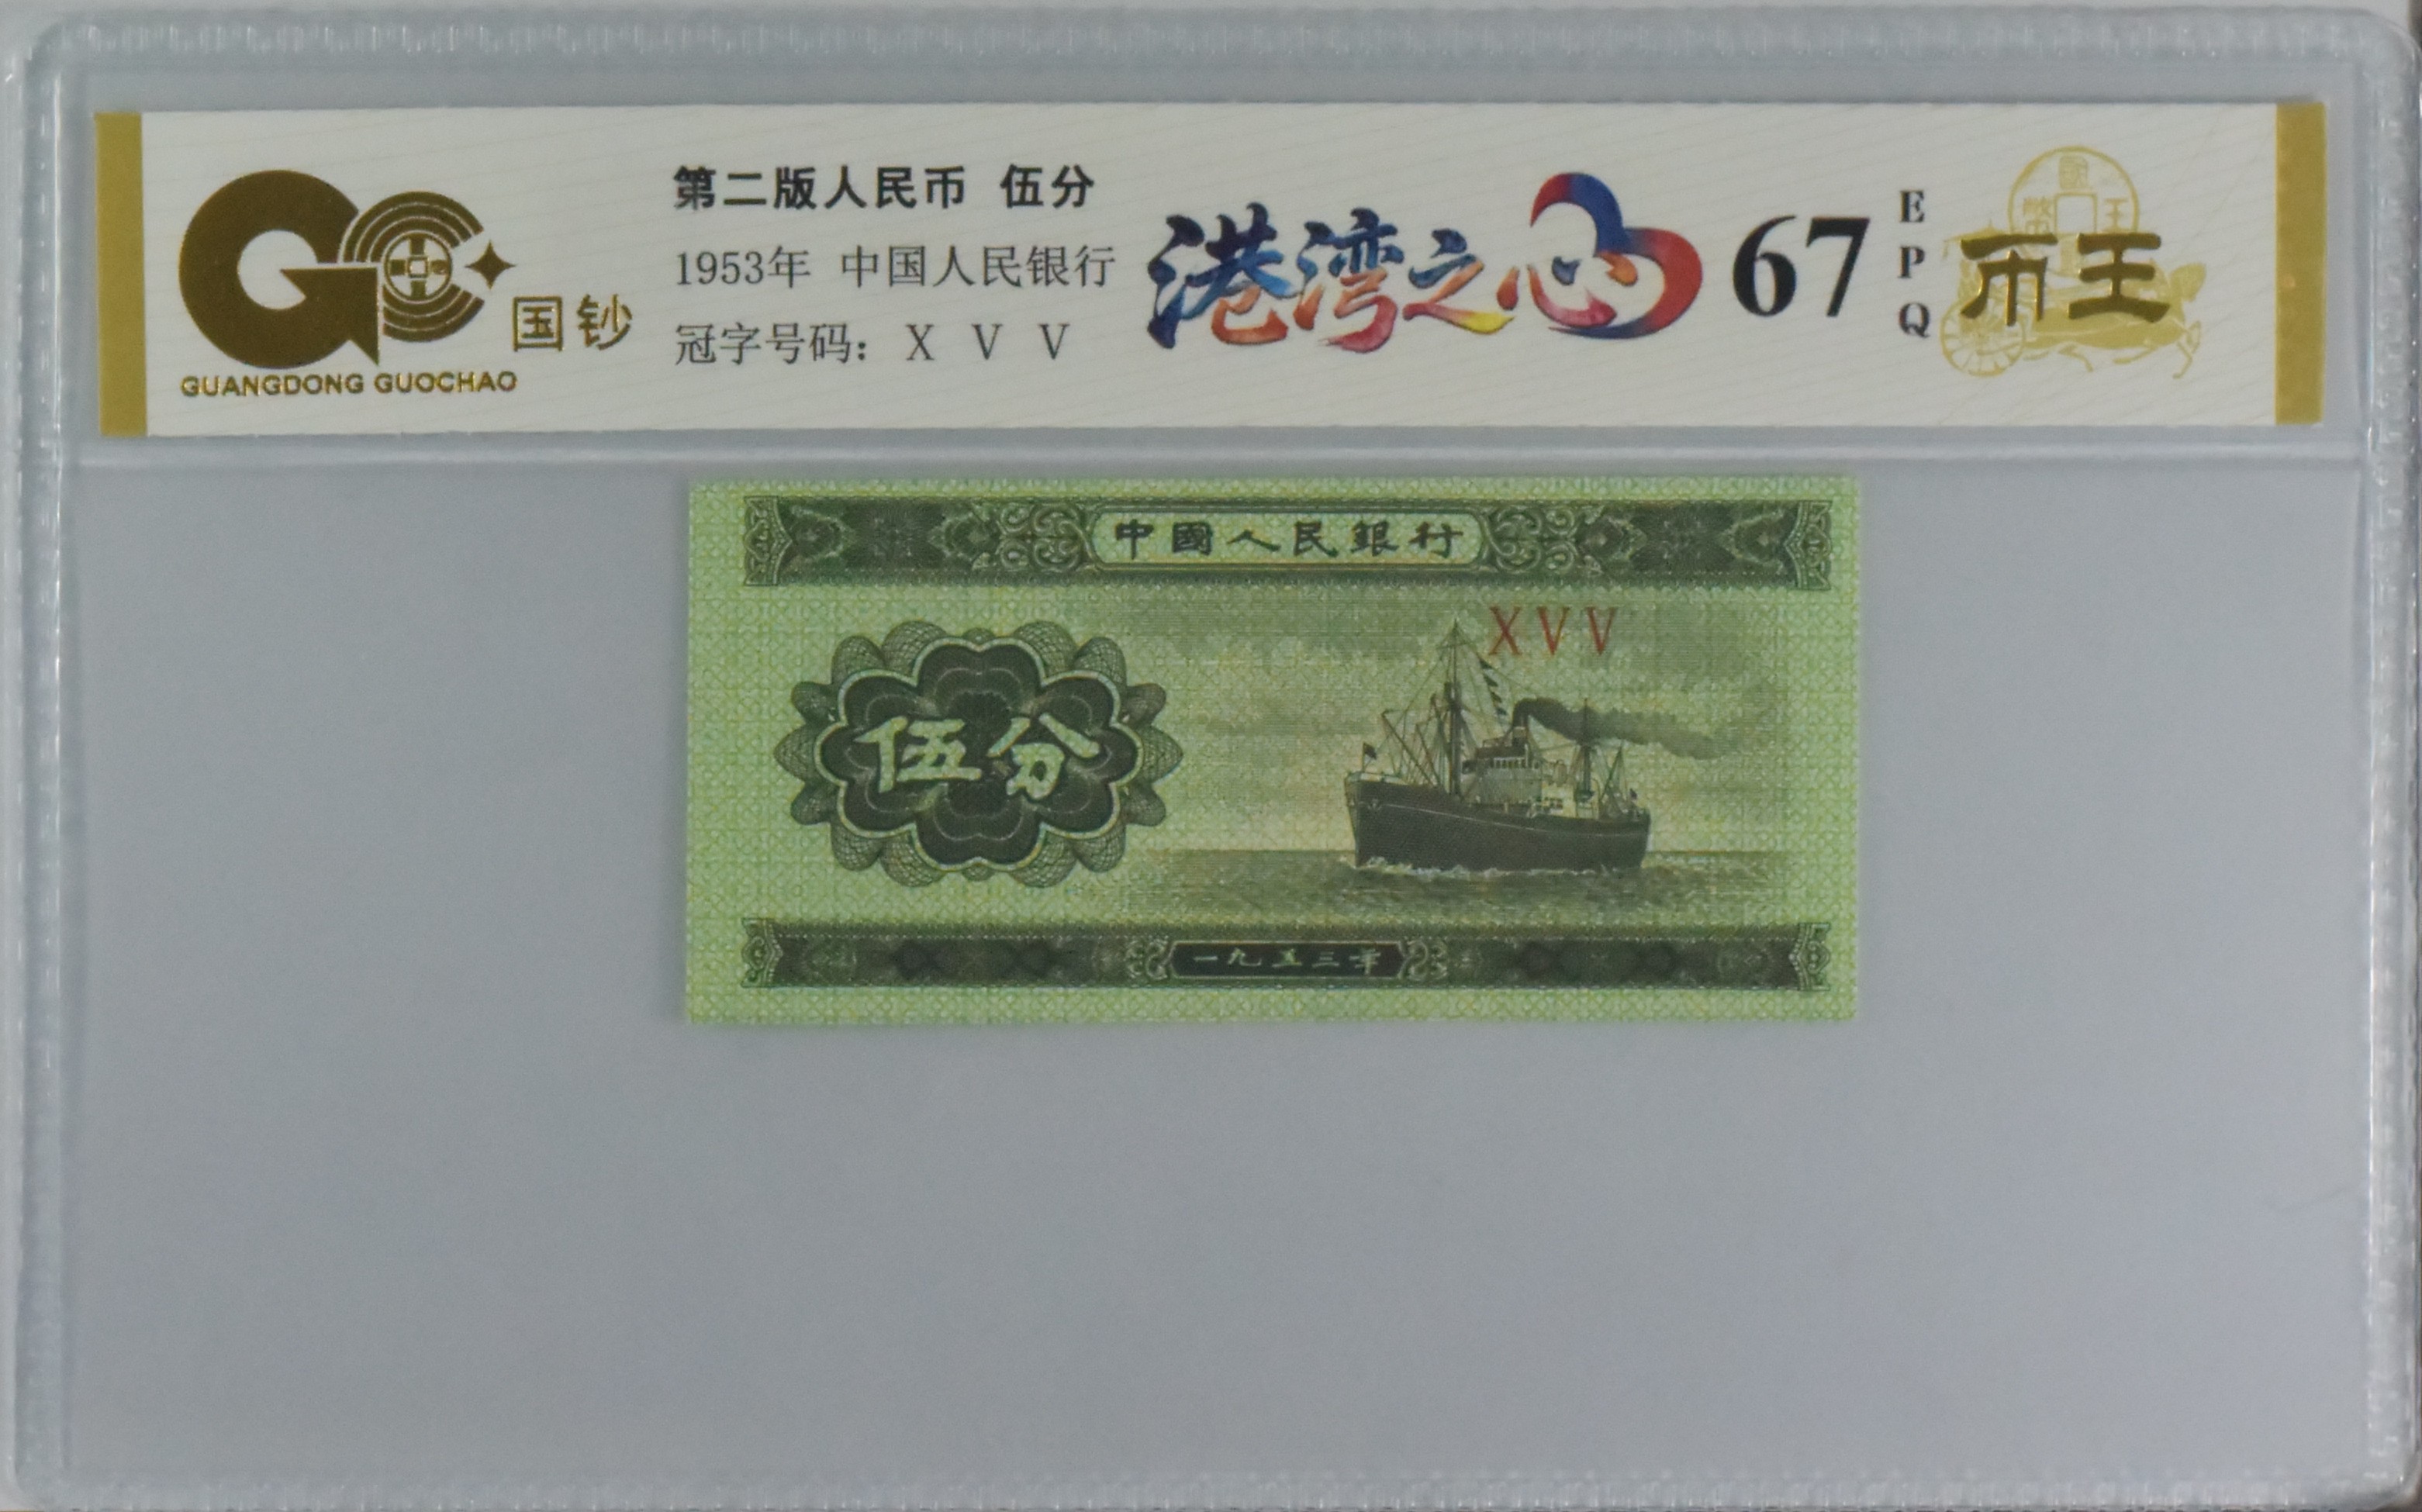 国钞
GUANGDONG GUOCHAO
第二版人民币 伍分
1953年 中国人民银行
冠字号码: X V V
港湾之心
67
EPQ
币王
中國人民銀行
X V V
伍分
一九五三年